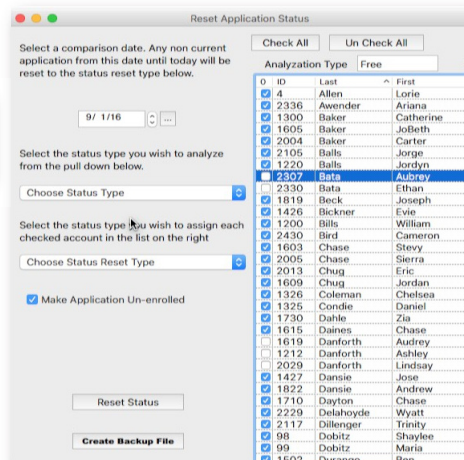 Reset Application Status
Select a comparison date. Any non current
application from this date until today will be
reset to the status reset type below.
9/ 1/16
...
Select the status type you wish to analyze
from the pull down below.
Choose Status Type
Select the status type you wish to assign each
checked account in the list on the right
Choose Status Reset Type
Make Application Un-enrolled
Reset Status
Create Backup File
Check All
Un Check All
Analyzation Type Free
0 ID Last First
4 Allen Lorie
2336 Awender Ariana
1300 Baker Catherine
1605 Baker JoBeth
2004 Baker Carter
2105 Balls Jorge
1220 Balls Jordyn
2307 Bata Aubrey
2330 Bata Ethan
1819 Beck Joseph
1426 Bickner Evie
1200 Bills William
2430 Bird Cameron
1603 Chase Stevy
2005 Chase Sierra
2013 Chug Eric
1609 Chug Jordan
1326 Coleman Chelsea
1325 Condie Daniel
1730 Dahle Zia
1615 Daines Chase
1619 Danforth Audrey
1212 Danforth Ashley
2029 Danforth Lindsay
1427 Dansie Jose
1822 Dansie Andrew
1710 Dayton Chase
2229 Delahoyde Wyatt
2117 Dillenger Trinity
98 Dobitz Shaylee
99 Dobitz Maria